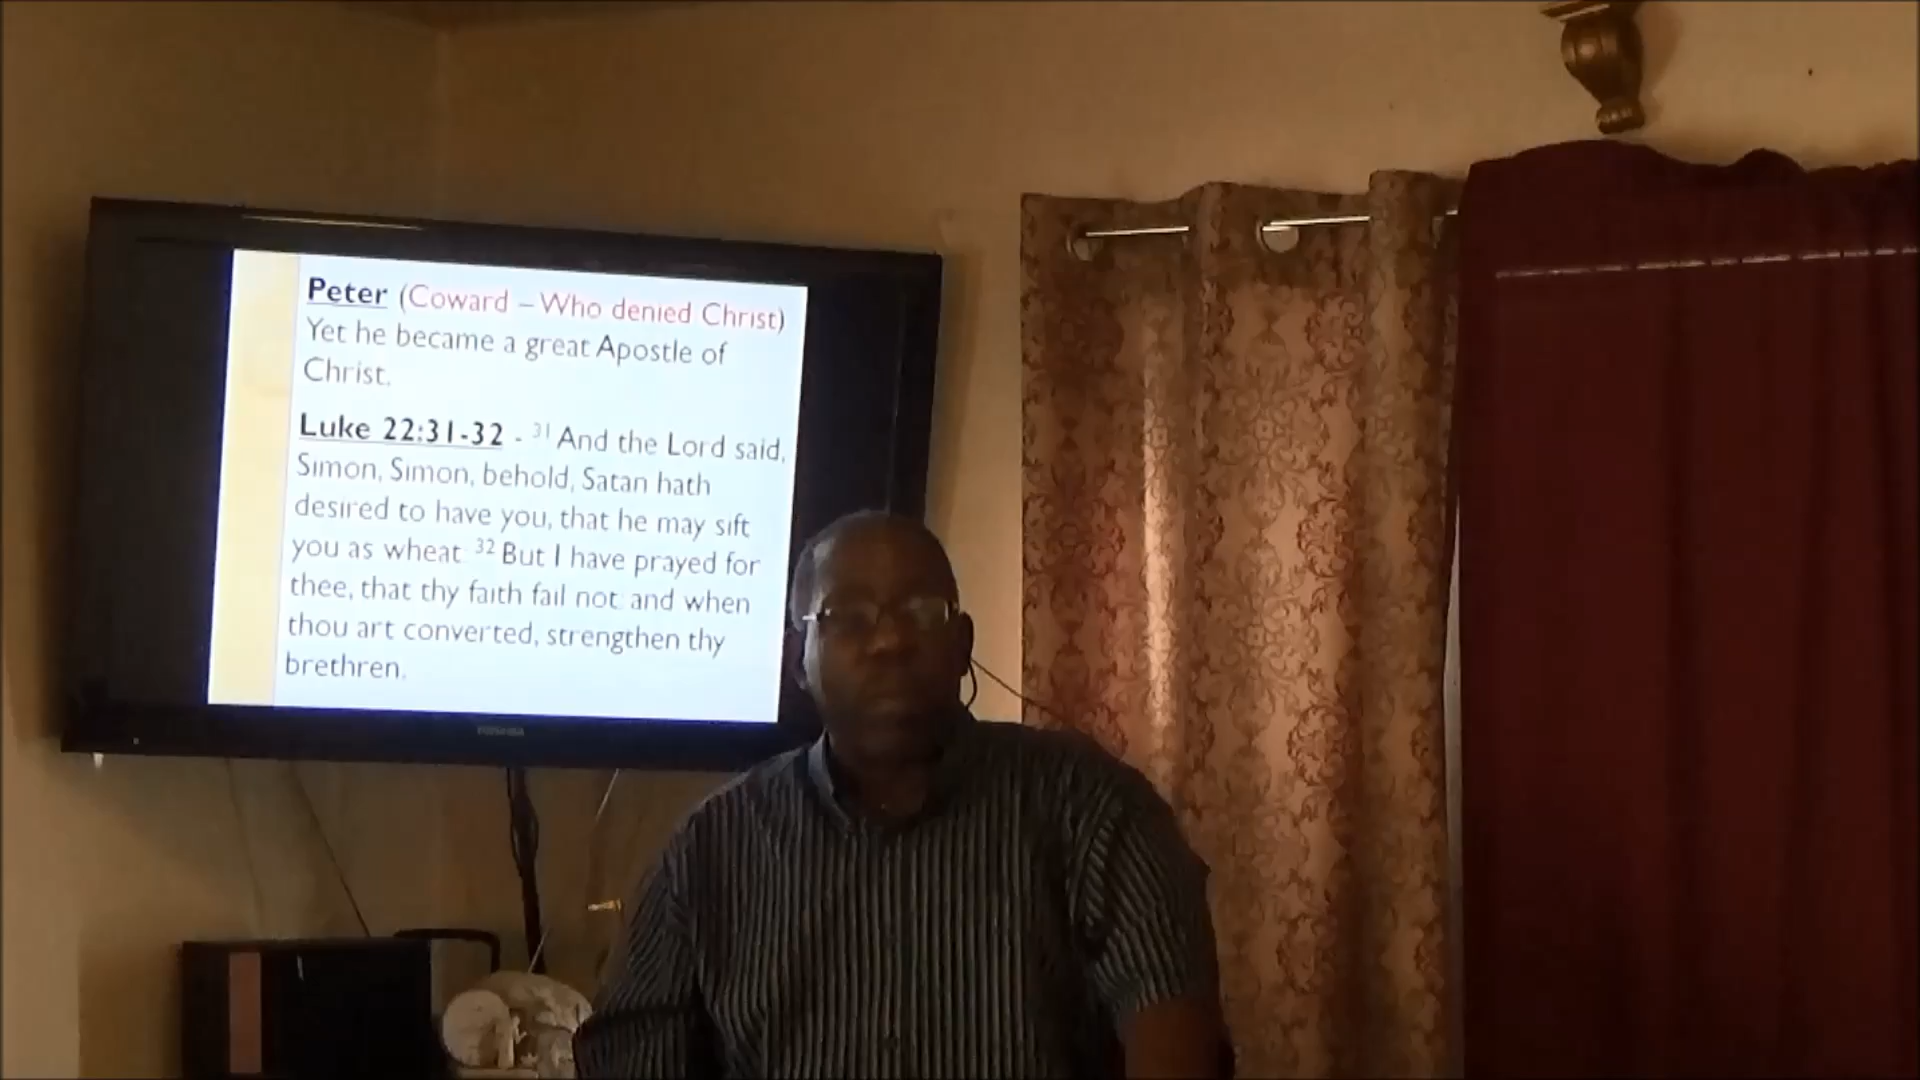 Peter (Coward – Who denied Christ)
Yet he became a great Apostle of
Christ.
Luke 22:31-32 - 31 And the Lord said,
Simon, Simon, behold, Satan hath
desired to have you, that he may sift
you as wheat: 32 But I have prayed for
thee, that thy faith fail not: and when
thou art converted, strengthen thy
brethren.
TOSHIBA